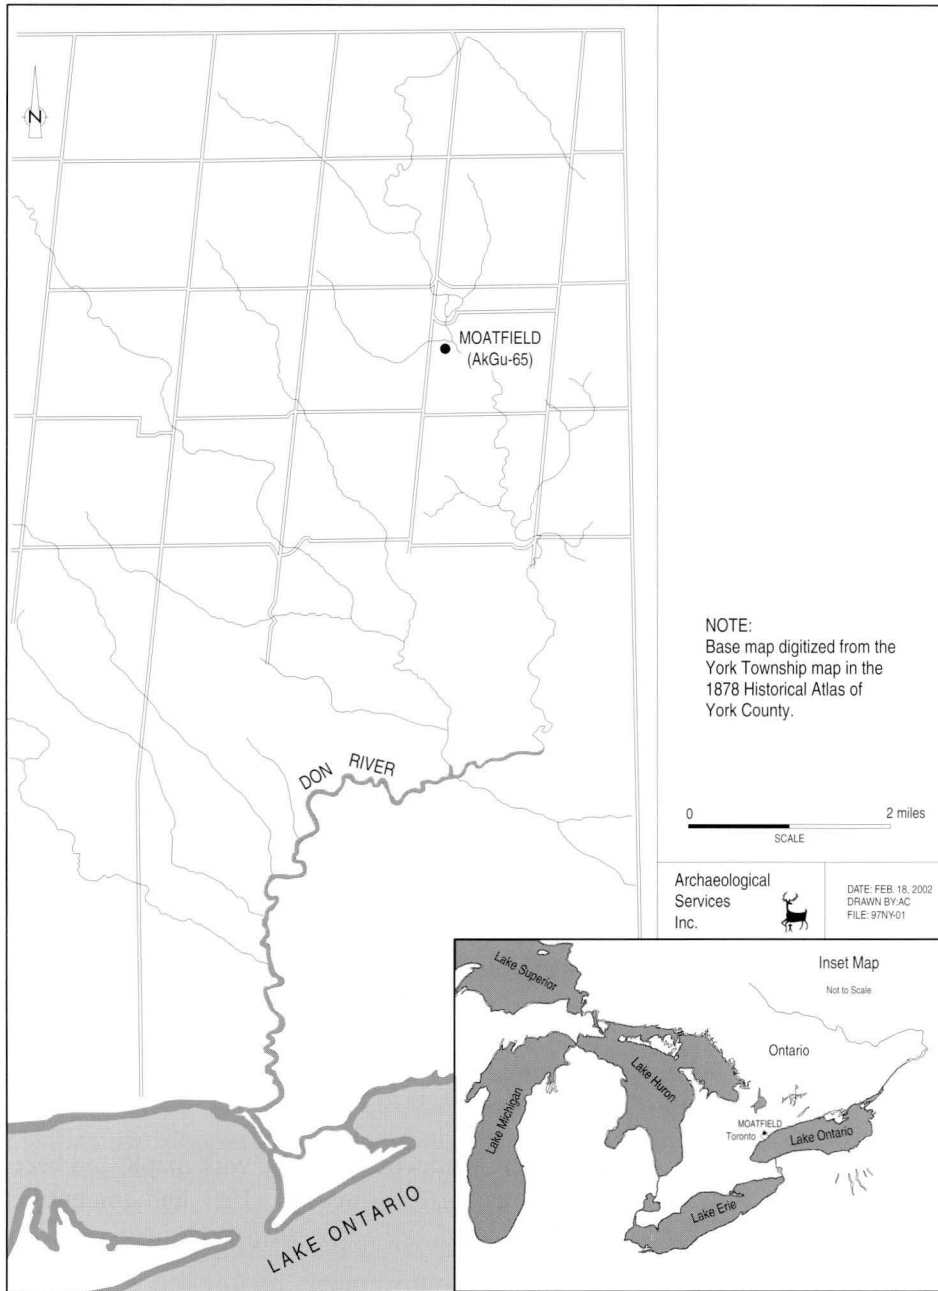 N
MOATFIELD
(AkGu-65)
DON RIVER
LAKE ONTARIO
NOTE:
Base map digitized from the
York Township map in the
1878 Historical Atlas of
York County.
0 2 miles
SCALE
Archaeological
Services
Inc.
DATE: FEB. 18, 2002
DRAWN BY:AC
FILE: 97NY-01
Inset Map
Not to Scale
Lake Superior
Ontario
Lake Huron
Lake Michigan
MOATFIELD
Toronto
Lake Ontario
Lake Erie